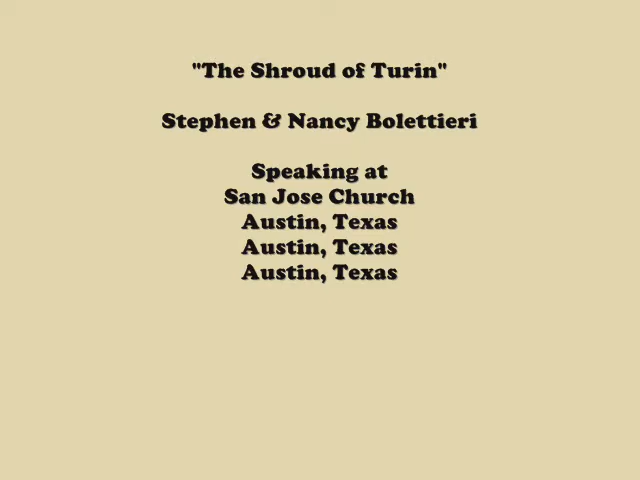 "The Shroud of Turin"
Stephen & Nancy Bolettieri
Speaking at
San Jose Church
Austin, Texas
Austin, Texas
Austin, Texas